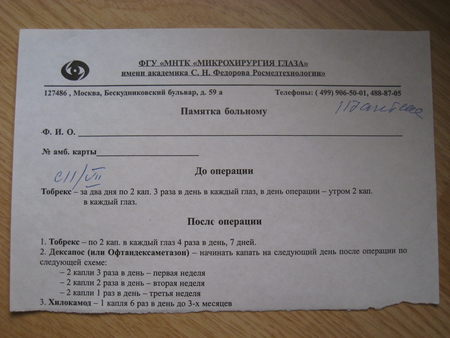 ФГУ «МНТК «МИКРОХИРУРГИЯ ГЛАЗА»
имени академика С. Н. Федорова Росмедтехнологии»
127486 , Москва, Бескудниковский бульвар, д. 59 а Телефоны: ( 499) 906-50-01, 488-87-05
Памятка больному
Ф. И. О.
№ амб. карты
До операции
с 11/VII
Тобрекс – за два дня по 2 кап. 3 раза в день в каждый глаз, в день операции – утром 2 кап.
в каждый глаз.
После операции
1. Тобрекс – по 2 кап. в каждый глаз 4 раза в день, 7 дней.
2. Дексапос (или Офтандексаметазон) – начинать капать на следующий день после операции по
следующей схеме:
– 2 капли 3 раза в день – первая неделя
– 2 капли 2 раза в день – вторая неделя
– 2 капли 1 раз в день – третья неделя
3. Хилокамод – 1 капля 6 раз в день до 3-х месяцев